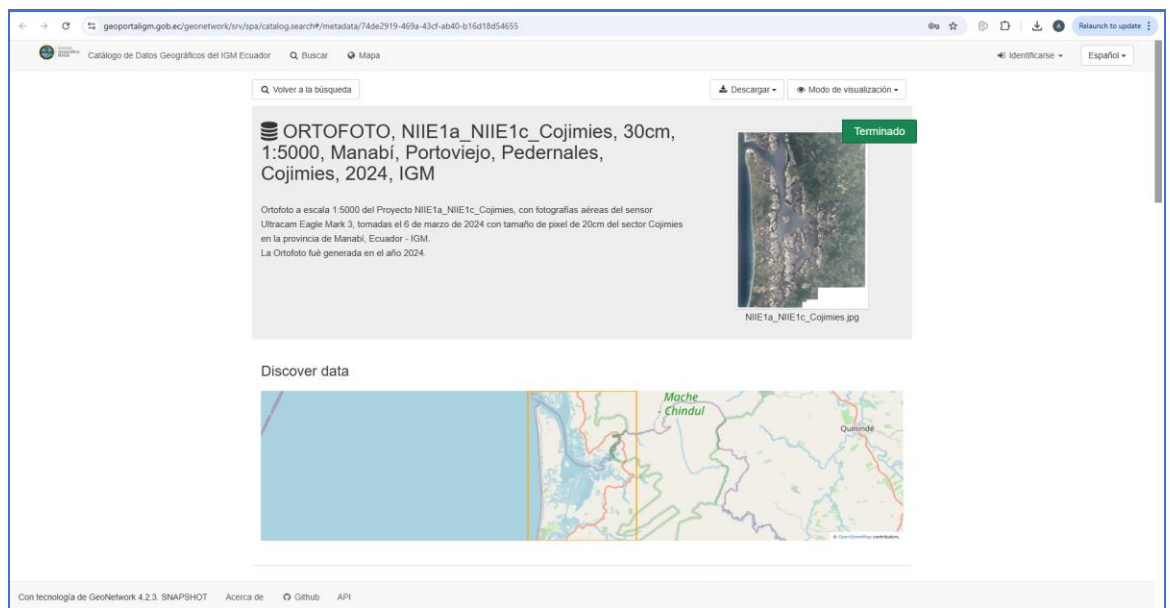 geoportaligm.gob.ec/geonetwork/srv/spa/catalog.search#/metadata/74de2919-469a-43cf-ab40-b16d18d54655
A
Relaunch to update
Catálogo de Datos Geográficos del IGM Ecuador
Buscar
Mapa
Identificarse
Español
Volver a la búsqueda
Descargar
Modo de visualización
ORTOFOTO, NIIE1a_NIIE1c_Cojimies, 30cm,
1:5000, Manabí, Portoviejo, Pedernales,
Cojimies, 2024, IGM
Terminado
Ortofoto a escala 1:5000 del Proyecto NIIE1a_NIIE1c_Cojimies, con fotografías aéreas del sensor
Ultracam Eagle Mark 3, tomadas el 6 de marzo de 2024 con tamaño de pixel de 20cm del sector Cojimies
en la provincia de Manabí, Ecuador - IGM.
La Ortofoto fué generada en el año 2024.
NIIE1a_NIIE1c_Cojimies.jpg
Discover data
Mache
- Chindul
Quinindé
© OpenStreetMap contributors.
Con tecnología de GeoNetwork 4.2.3. SNAPSHOT
Acerca de
Github
API